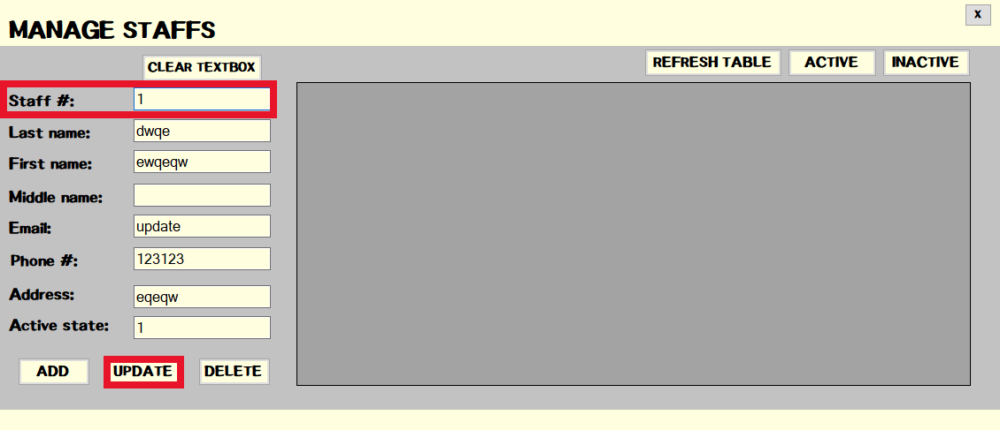 x
MANAGE STAFFS
CLEAR TEXTBOX
REFRESH TABLE
ACTIVE
INACTIVE
Staff #: 1
Last name: dwqe
First name: ewqeqw
Middle name:
Email: update
Phone #: 123123
Address: eqeqw
Active state: 1
ADD
UPDATE
DELETE